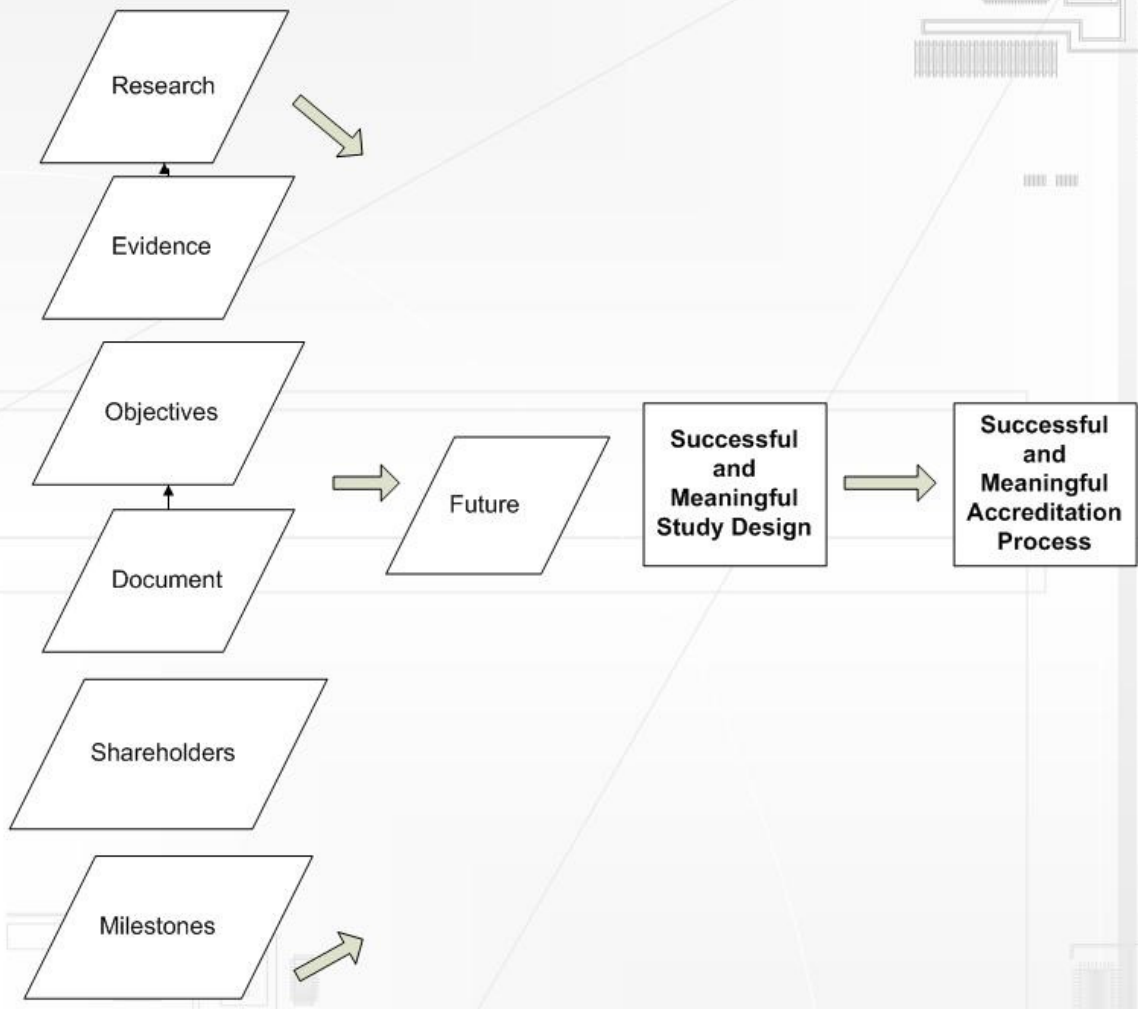 Research
Evidence
Objectives
Document
Shareholders
Milestones
Future
Successful
and
Meaningful
Study Design
Successful
and
Meaningful
Accreditation
Process